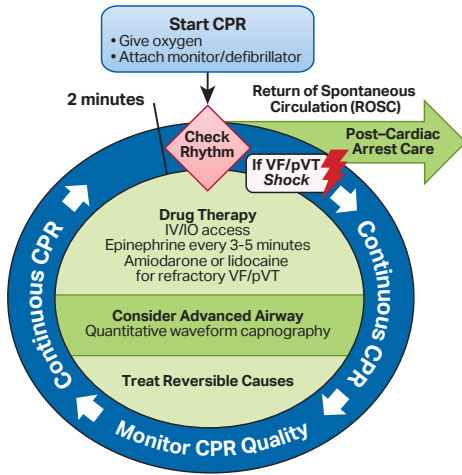 Start CPR
• Give oxygen
• Attach monitor/defibrillator
2 minutes
Return of Spontaneous
Circulation (ROSC)
Check
Rhythm
Post–Cardiac
Arrest Care
If VF/pVT
Shock
Drug Therapy
IV/IO access
Epinephrine every 3-5 minutes
Amiodarone or lidocaine
for refractory VF/pVT
Consider Advanced Airway
Quantitative waveform capnography
Treat Reversible Causes
Continuous CPR
Continuous CPR
Monitor CPR Quality